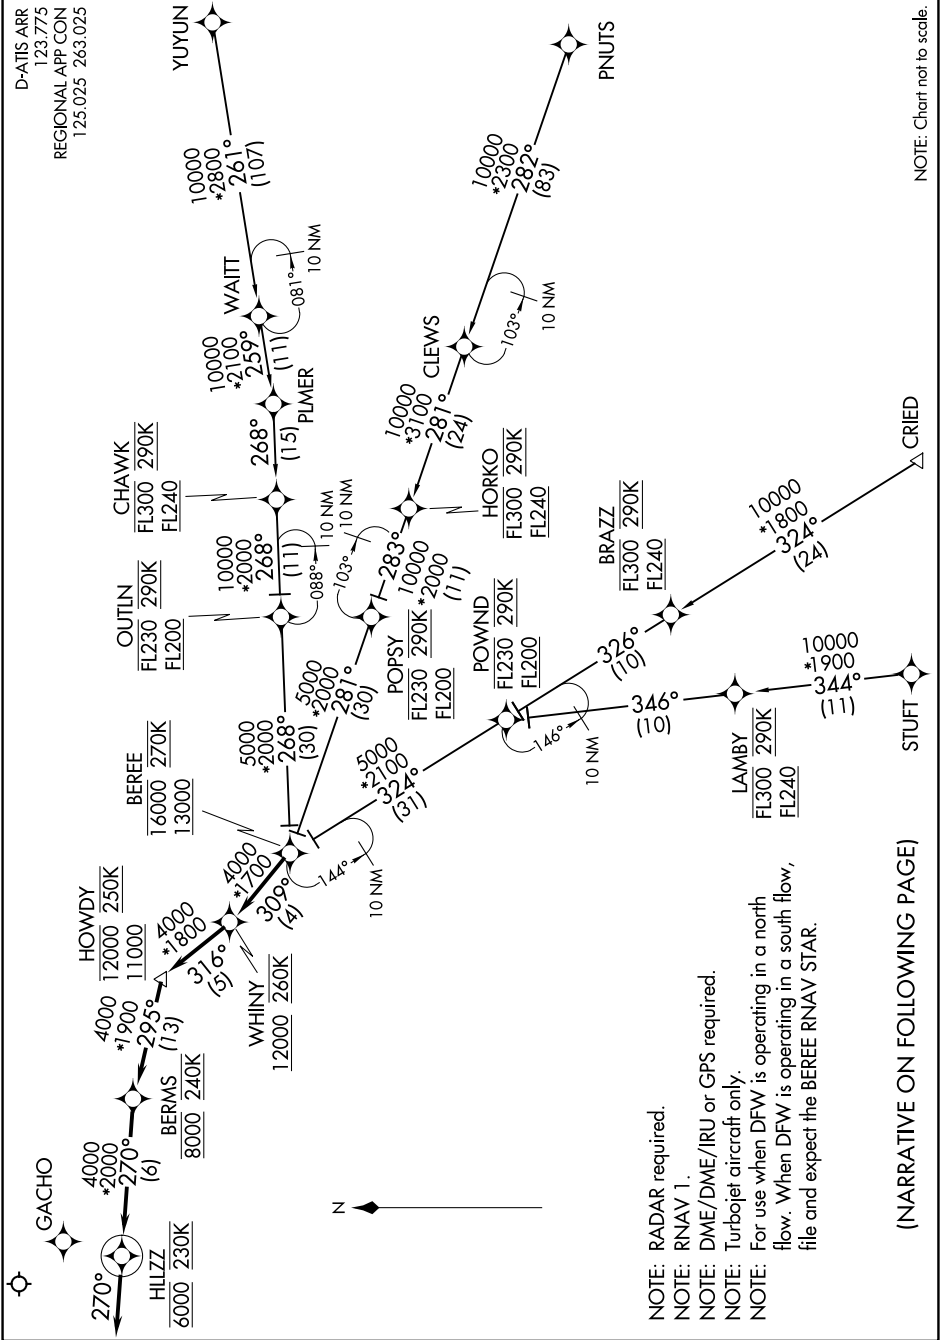 D-ATIS ARR
123.775
REGIONAL APP CON
125.025 263.025
YUYUN
10000
*2800
261°
(107)
WAITT
081°
10 NM
10000
*2100
259°
(11)
PLMER
268°
(15)
CHAWK
FL300 290K
FL240
10000
*2000
268°
(11)
10 NM
088°
OUTLN
FL230 290K
FL200
5000
*2000
268°
(30)
PNUTS
10000
*2300
282°
(83)
CLEWS
103°
10 NM
10000
*3100
281°
(24)
HORKO
FL300 290K
FL240
283°
10000
*2000
(11)
10 NM
103°
POPSY
FL230 290K
FL200
5000
*2000
281°
(30)
CRIED
10000
*1800
324°
(24)
BRAZZ
FL300 290K
FL240
326°
(10)
STUFT
10000
*1900
344°
(11)
LAMBY
FL300 290K
FL240
346°
(10)
POWND
FL230 290K
FL200
146°
10 NM
5000
*2100
324°
(31)
BEREE
16000 270K
13000
144°
10 NM
4000
*1700
309°
(4)
WHINY
12000 260K
4000
*1800
316°
(5)
HOWDY
12000 250K
11000
4000
*1900
295°
(13)
BERMS
8000 240K
4000
*2000
270°
(6)
HLLZZ
6000 230K
270°
GACHO
N
NOTE: RADAR required.
NOTE: RNAV 1.
NOTE: DME/DME/IRU or GPS required.
NOTE: Turbojet aircraft only.
NOTE: For use when DFW is operating in a north
flow. When DFW is operating in a south flow,
file and expect the BEREE RNAV STAR.
(NARRATIVE ON FOLLOWING PAGE)
NOTE: Chart not to scale.